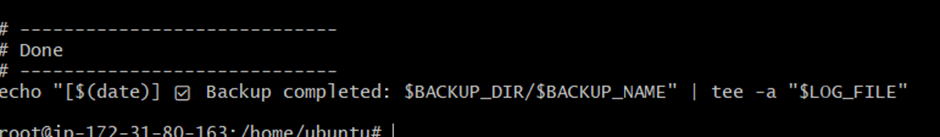 # -----------------------------
# Done
# -----------------------------
echo "[$(date)] ☑ Backup completed: $BACKUP_DIR/$BACKUP_NAME" | tee -a "$LOG_FILE"
root@ip-172-31-80-163:/home/ubuntu#